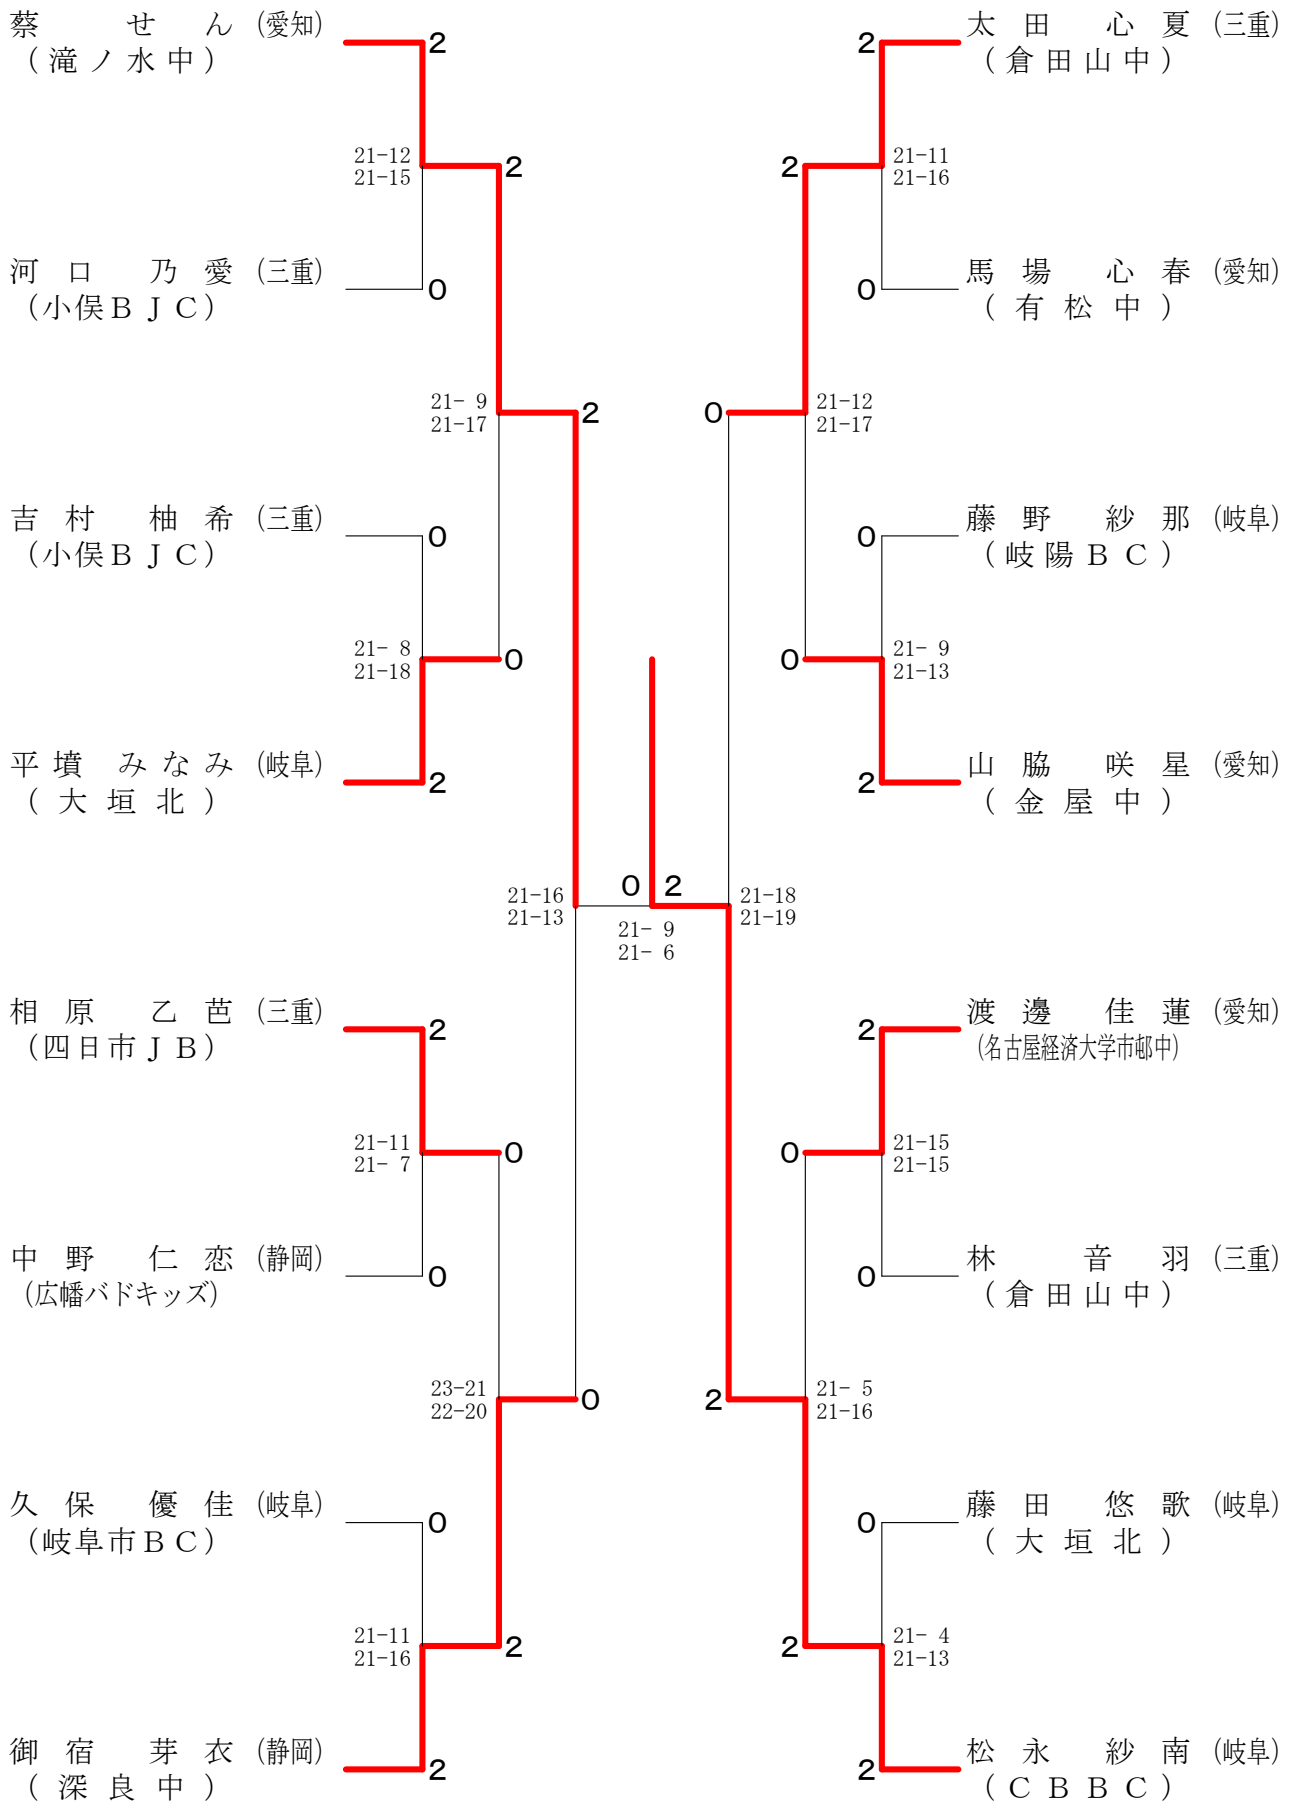 蔡　せん (愛知)
(滝ノ水中)
2
21-12
21-15
2
河口　乃愛 (三重)
(小俣ＢＪＣ)
0
21- 9
21-17
2
吉村　柚希 (三重)
(小俣ＢＪＣ)
0
21- 8
21-18
0
平墳　みなみ (岐阜)
(大垣北)
2
21-16
21-13
相原　乙芭 (三重)
(四日市ＪＢ)
2
21-11
21- 7
0
中野　仁恋 (静岡)
(広幡バドキッズ)
0
23-21
22-20
0
久保　優佳 (岐阜)
(岐阜市ＢＣ)
0
21-11
21-16
2
御宿　芽衣 (静岡)
(深良中)
2
0 2
21- 9
21- 6
太田　心夏 (三重)
(倉田山中)
2
2
21-11
21-16
馬場　心春 (愛知)
(有松中)
0
0
21-12
21-17
藤野　紗那 (岐阜)
(岐陽ＢＣ)
0
0
21- 9
21-13
山脇　咲星 (愛知)
(金屋中)
2
21-18
21-19
渡邊　佳蓮 (愛知)
(名古屋経済大学市邨中)
2
0
21-15
21-15
林　音羽 (三重)
(倉田山中)
0
2
21- 5
21-16
藤田　悠歌 (岐阜)
(大垣北)
0
2
21- 4
21-13
松永　紗南 (岐阜)
(ＣＢＢＣ)
2